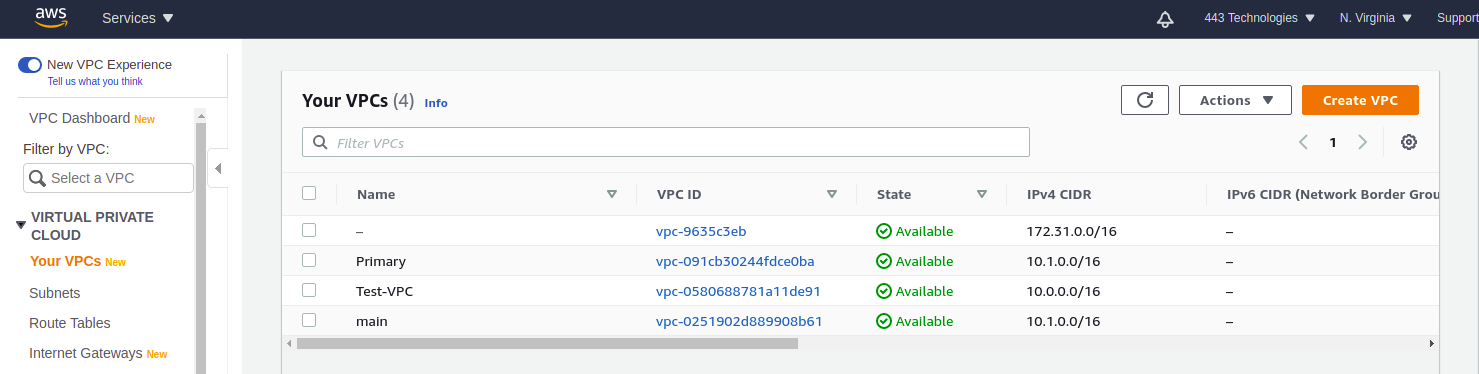 aws Services 443 Technologies N. Virginia Support
New VPC Experience
Tell us what you think
VPC Dashboard New
Filter by VPC:
Select a VPC
VIRTUAL PRIVATE
CLOUD
Your VPCs New
Subnets
Route Tables
Internet Gateways New
Your VPCs (4) Info Actions Create VPC
Filter VPCs 1
Name VPC ID State IPv4 CIDR IPv6 CIDR (Network Border Grou
– vpc-9635c3eb Available 172.31.0.0/16 –
Primary vpc-091cb30244fdce0ba Available 10.1.0.0/16 –
Test-VPC vpc-0580688781a11de91 Available 10.0.0.0/16 –
main vpc-0251902d889908b61 Available 10.1.0.0/16 –